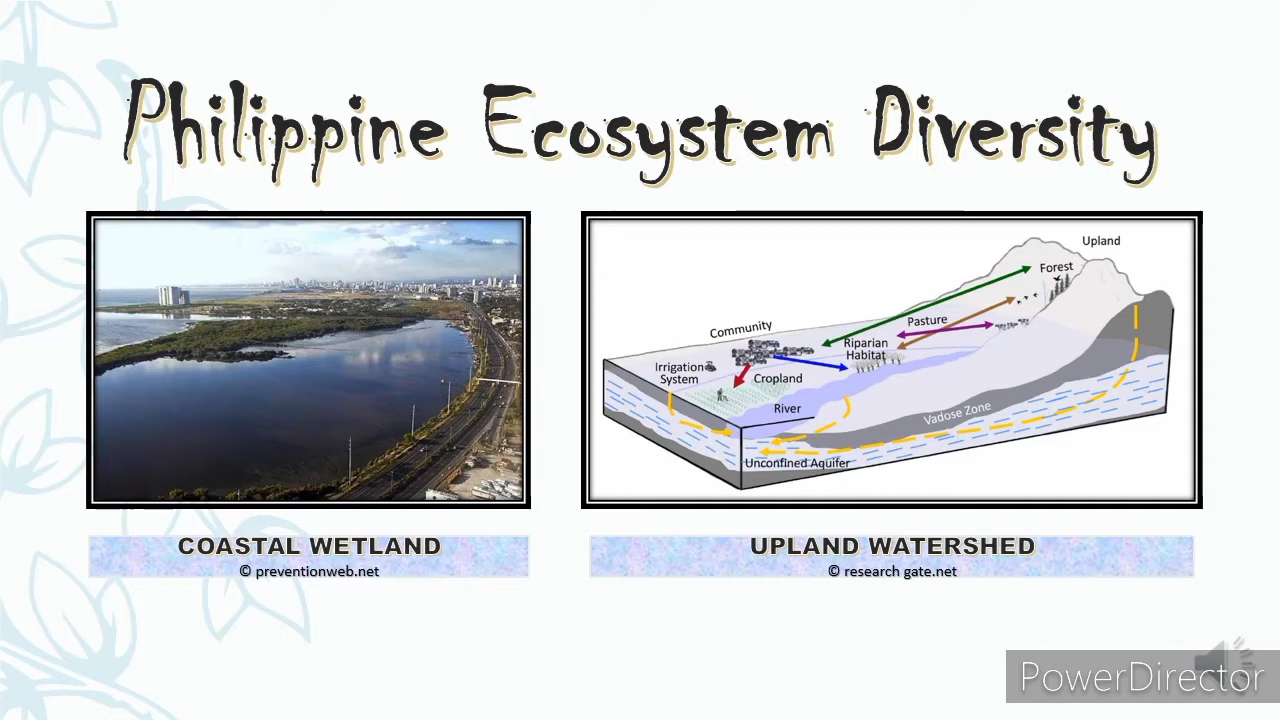 Philippine Ecosystem Diversity
Upland
Forest
Community
Pasture
Riparian
Habitat
Irrigation
System
Cropland
River
Vadose Zone
Unconfined Aquifer
COASTAL WETLAND
© preventionweb.net
UPLAND WATERSHED
© research gate.net
PowerDirector